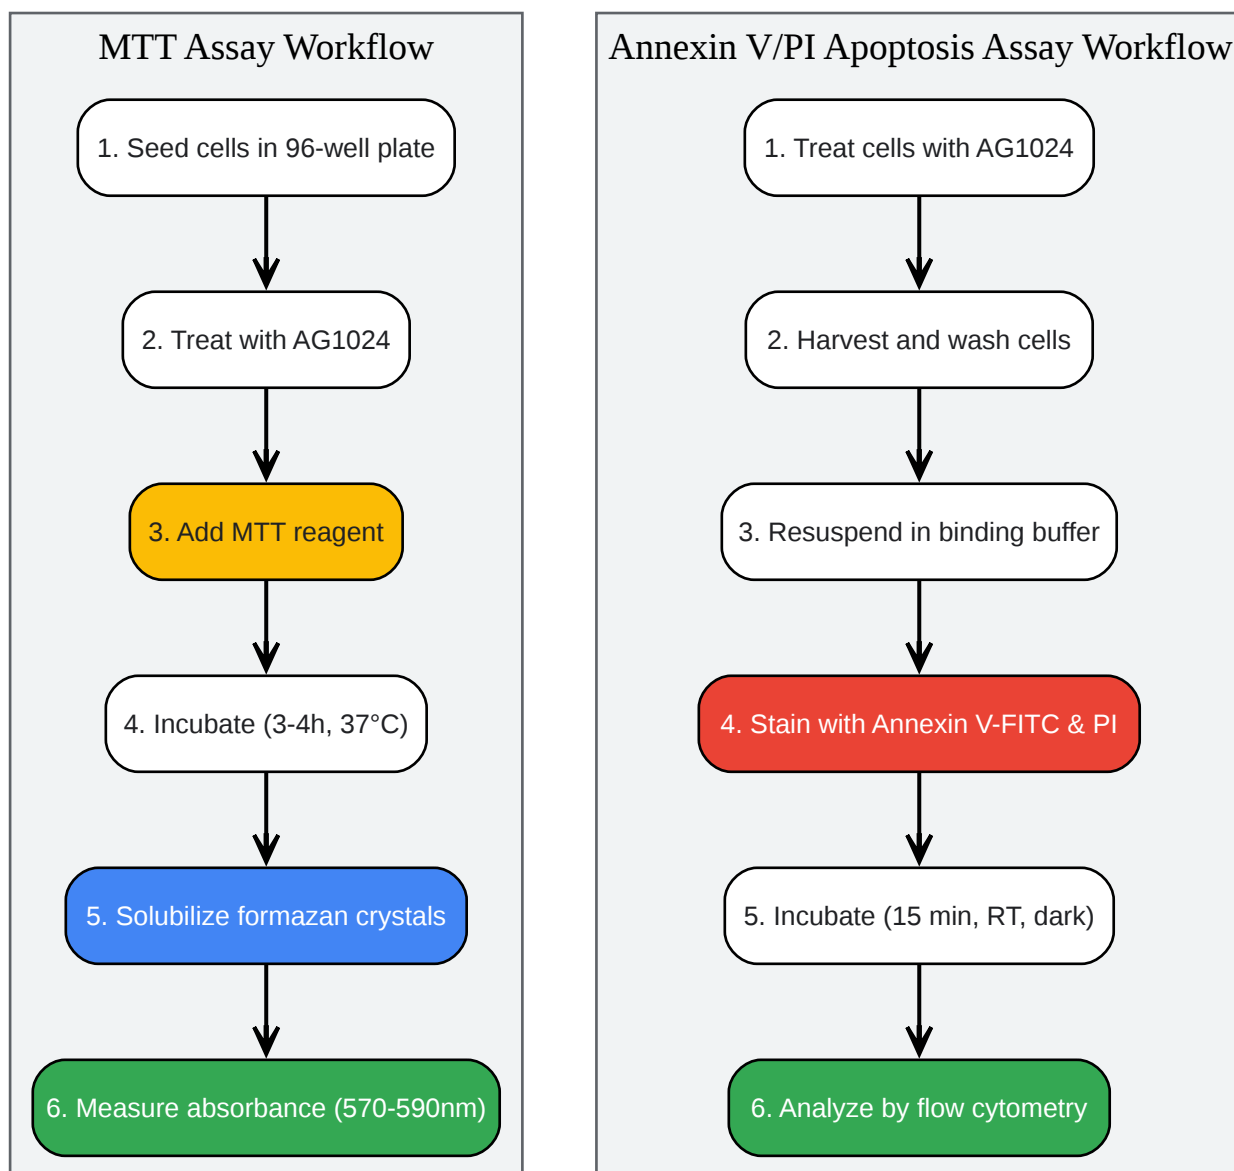 MTT Assay Workflow
1. Seed cells in 96-well plate
2. Treat with AG1024
3. Add MTT reagent
4. Incubate (3-4h, 37°C)
5. Solubilize formazan crystals
6. Measure absorbance (570-590nm)
Annexin V/PI Apoptosis Assay Workflow
1. Treat cells with AG1024
2. Harvest and wash cells
3. Resuspend in binding buffer
4. Stain with Annexin V-FITC & PI
5. Incubate (15 min, RT, dark)
6. Analyze by flow cytometry